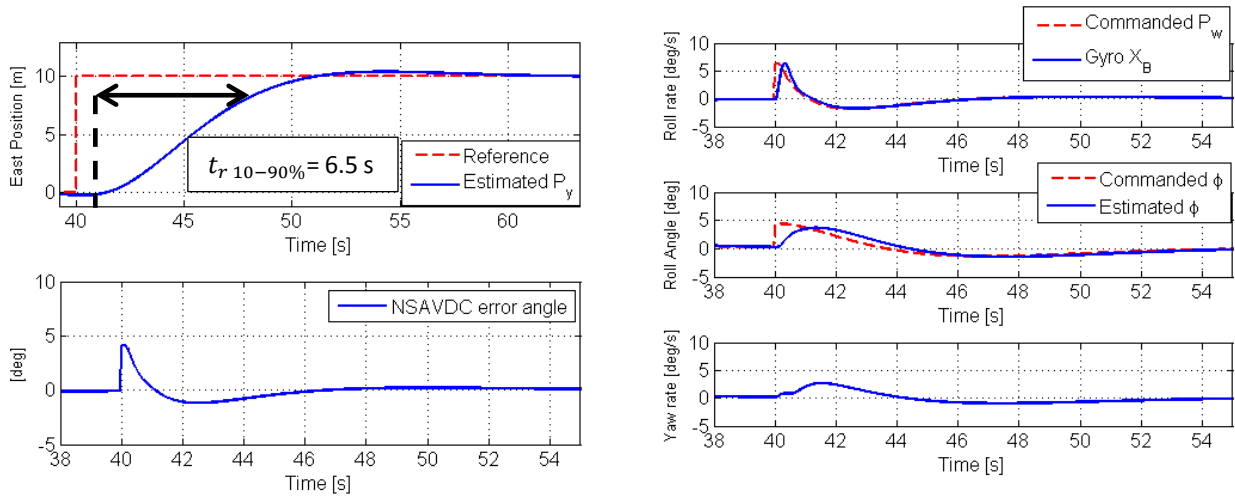 East Position [m]
10
5
0
t_r 10−90% = 6.5 s
Reference
Estimated P_y
40 45 50 55 60
Time [s]
[deg]
10
5
0
-5
NSAVDC error angle
38 40 42 44 46 48 50 52 54
Time [s]
Roll rate [deg/s]
10
5
0
-5
Commanded P_w
Gyro X_B
38 40 42 44 46 48 50 52 54
Time [s]
Roll Angle [deg]
10
5
0
-5
Commanded ϕ
Estimated ϕ
38 40 42 44 46 48 50 52 54
Time [s]
Yaw rate [deg/s]
10
5
0
-5
38 40 42 44 46 48 50 52 54
Time [s]